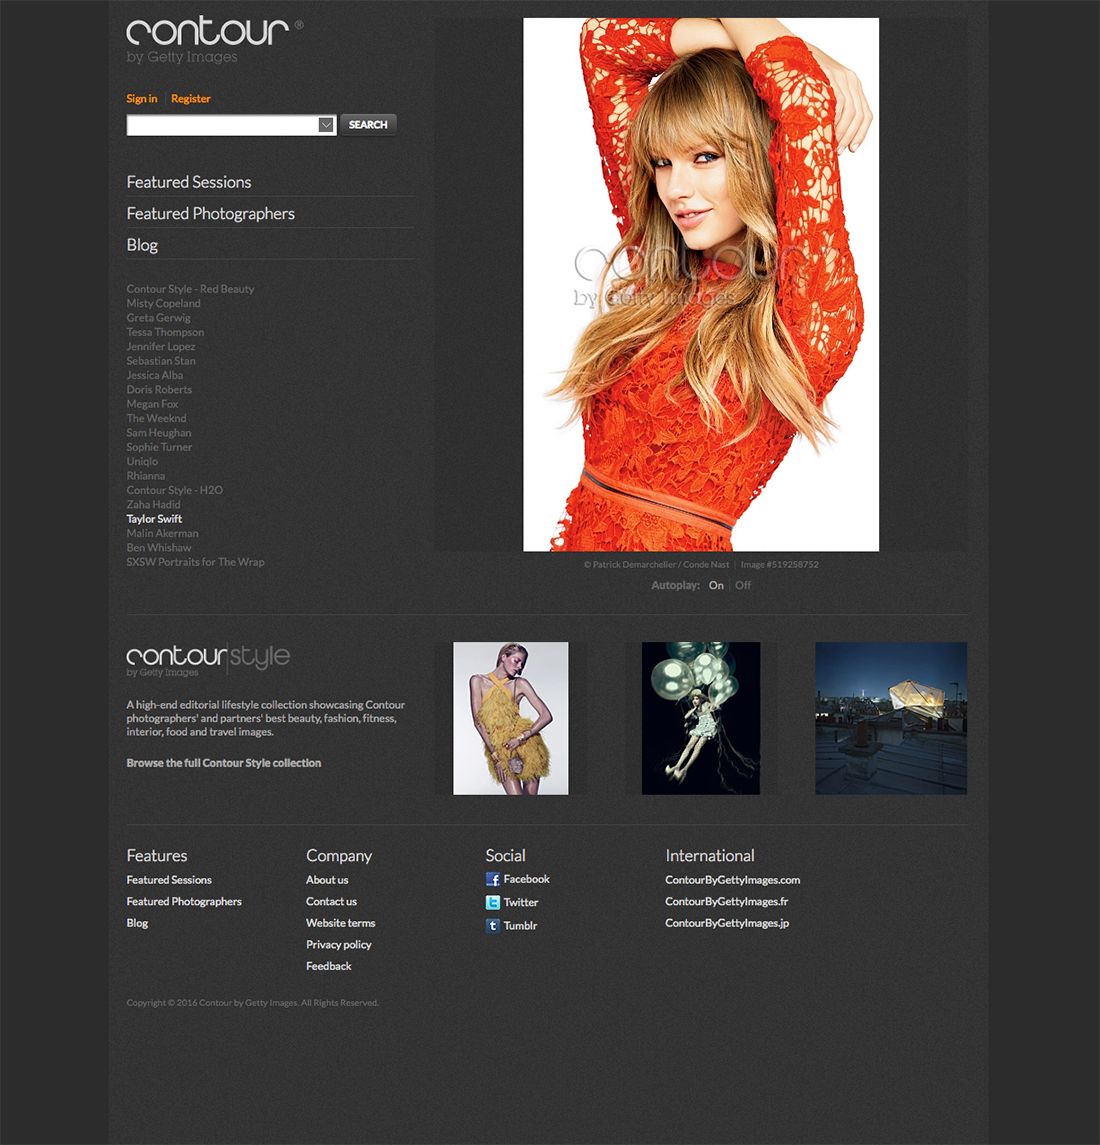 contour ®
by Getty Images
Sign in | Register
SEARCH
Featured Sessions
Featured Photographers
Blog
Contour Style - Red Beauty
Misty Copeland
Greta Gerwig
Tessa Thompson
Jennifer Lopez
Sebastian Stan
Jessica Alba
Doris Roberts
Megan Fox
The Weeknd
Sam Heughan
Sophie Turner
Uniqlo
Rhianna
Contour Style - H2O
Zaha Hadid
Taylor Swift
Malin Akerman
Ben Whishaw
SXSW Portraits for The Wrap
contour
by Getty Images
© Patrick Demarchelier / Conde Nast | Image #519258752
Autoplay: On | Off
contour|style
by Getty Images
A high-end editorial lifestyle collection showcasing Contour
photographers' and partners' best beauty, fashion, fitness,
interior, food and travel images.
Browse the full Contour Style collection
Features
Featured Sessions
Featured Photographers
Blog
Company
About us
Contact us
Website terms
Privacy policy
Feedback
Social
f Facebook
t Twitter
t Tumblr
International
ContourByGettyImages.com
ContourByGettyImages.fr
ContourByGettyImages.jp
Copyright © 2016 Contour by Getty Images. All Rights Reserved.